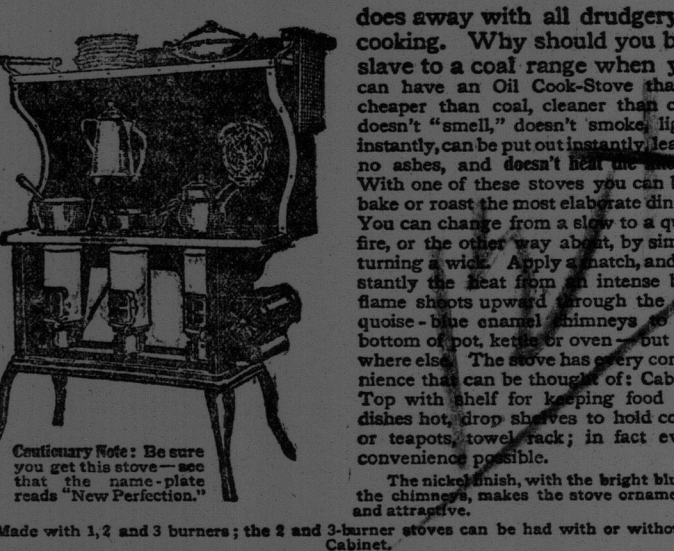 does away with all drudgery
cooking. Why should you b
slave to a coal range when y
can have an Oil Cook-Stove tha
cheaper than coal, cleaner than c
doesn't "smell," doesn't smoke, lig
instantly, can be put out instantly, lea
no ashes, and doesn't heat the
With one of these stoves you can b
bake or roast the most elaborate din
You can change from a slow to a qu
fire, or the other way about, by sim
turning a wick. Apply a match, and
stantly the heat from an intense b
flame shoots upward through the
quoise-blue enamel chimneys to
bottom of pot, kettle or oven—but
where else. The stove has every con
nience that can be thought of: Cab
Top with shelf for keeping food
dishes hot, drop shelves to hold co
or teapots, towel rack; in fact ev
convenience possible.
The nickel finish, with the bright blu
the chimneys, makes the stove orname
and attractive.
Cautionary Note: Be sure
you get this stove—see
that the name-plate
reads "New Perfection."
Made with 1, 2 and 3 burners; the 2 and 3-burner stoves can be had with or withou
Cabinet.